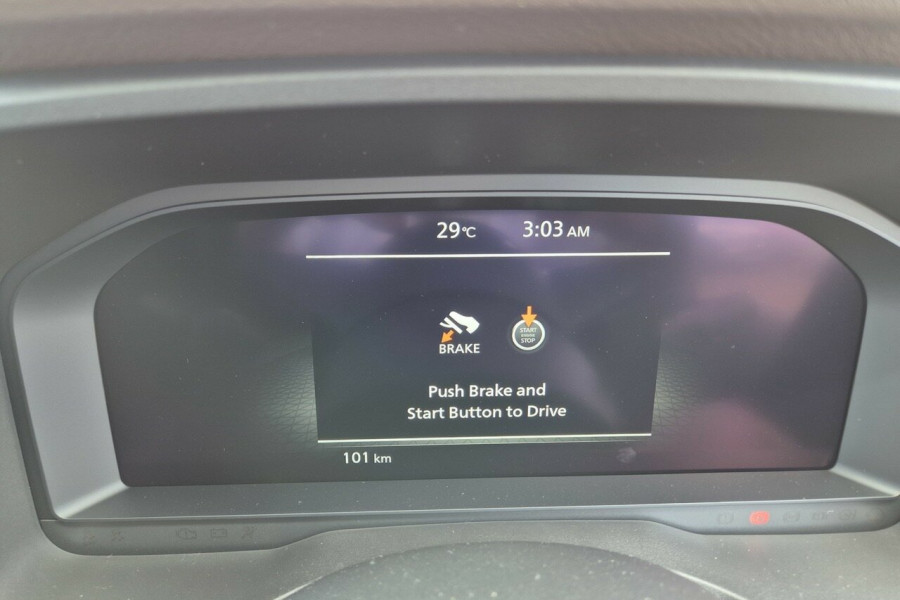 29°C 3:03 AM
START
STOP
BRAKE
Push Brake and
Start Button to Drive
101 km